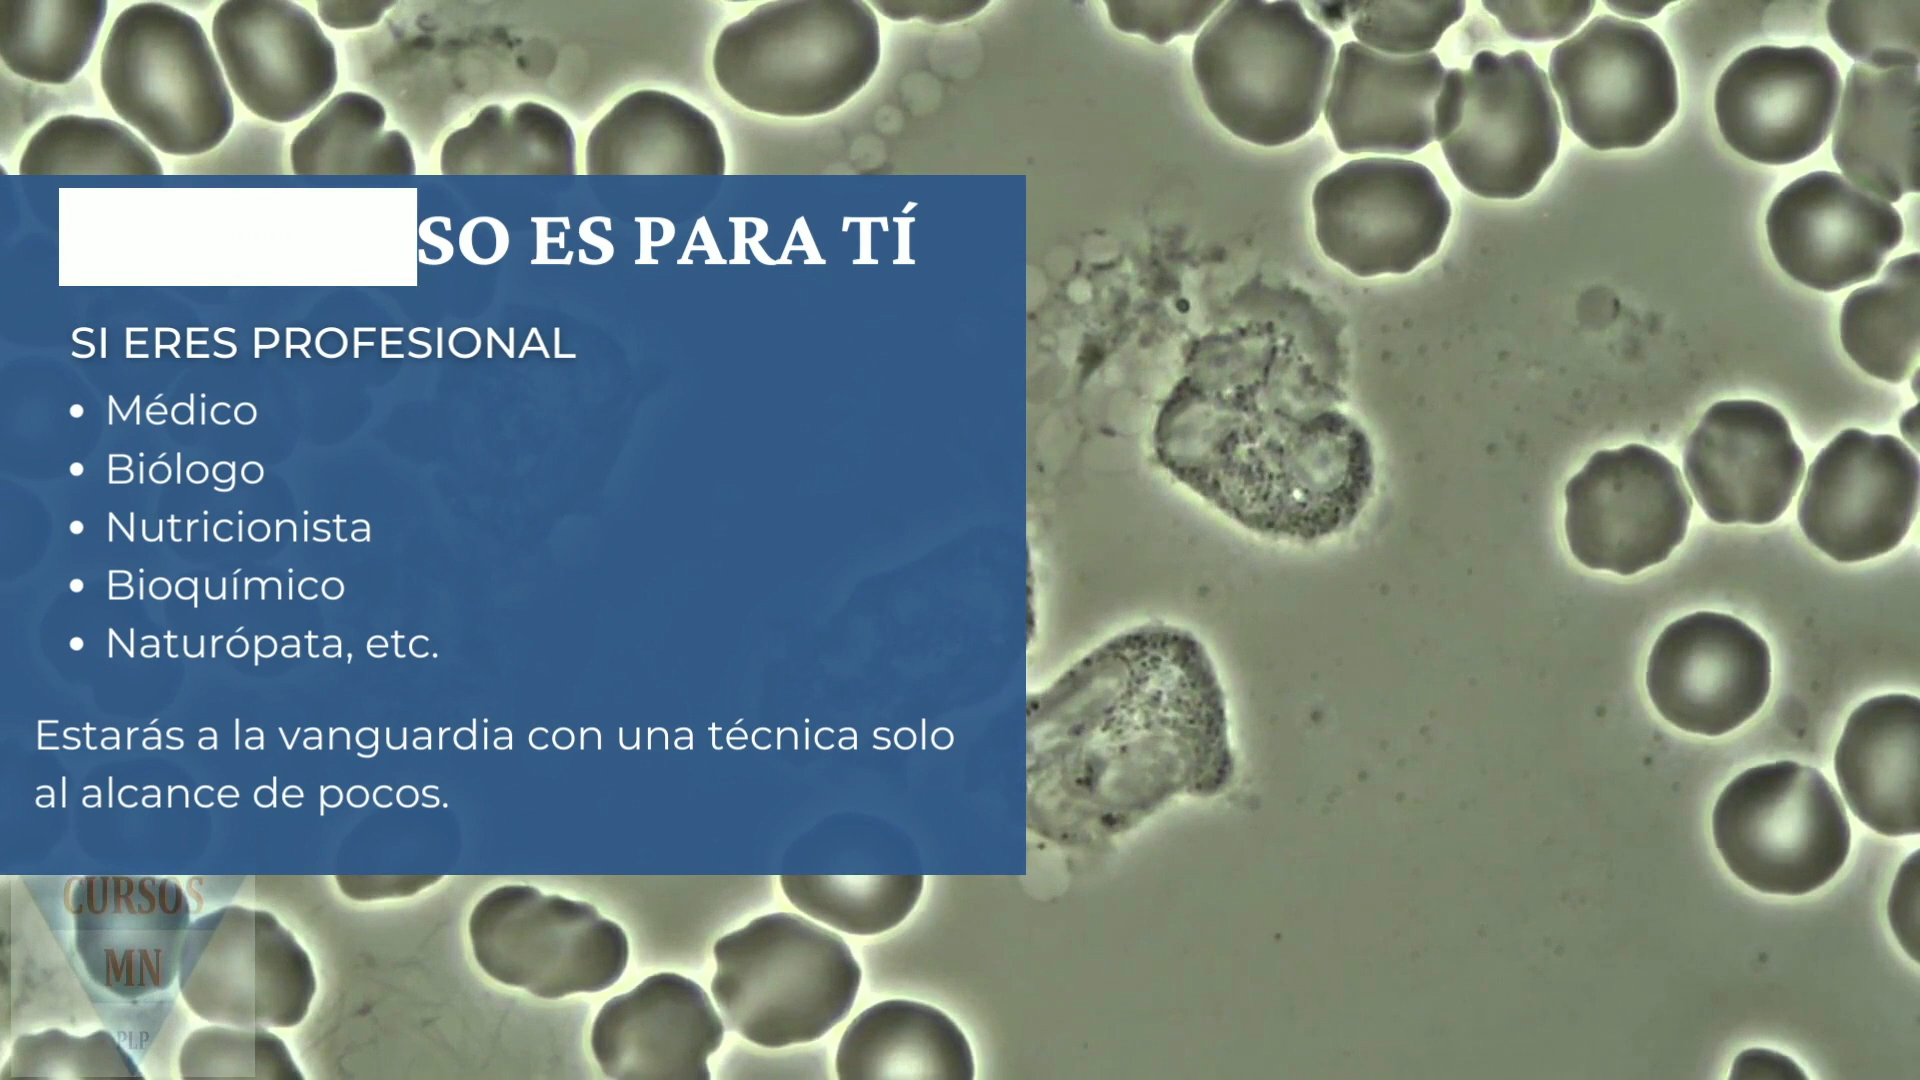 SO ES PARA TÍ
SI ERES PROFESIONAL
• Médico
• Biólogo
• Nutricionista
• Bioquímico
• Naturópata, etc.
Estarás a la vanguardia con una técnica solo
al alcance de pocos.
CURSOS
MN
PLP